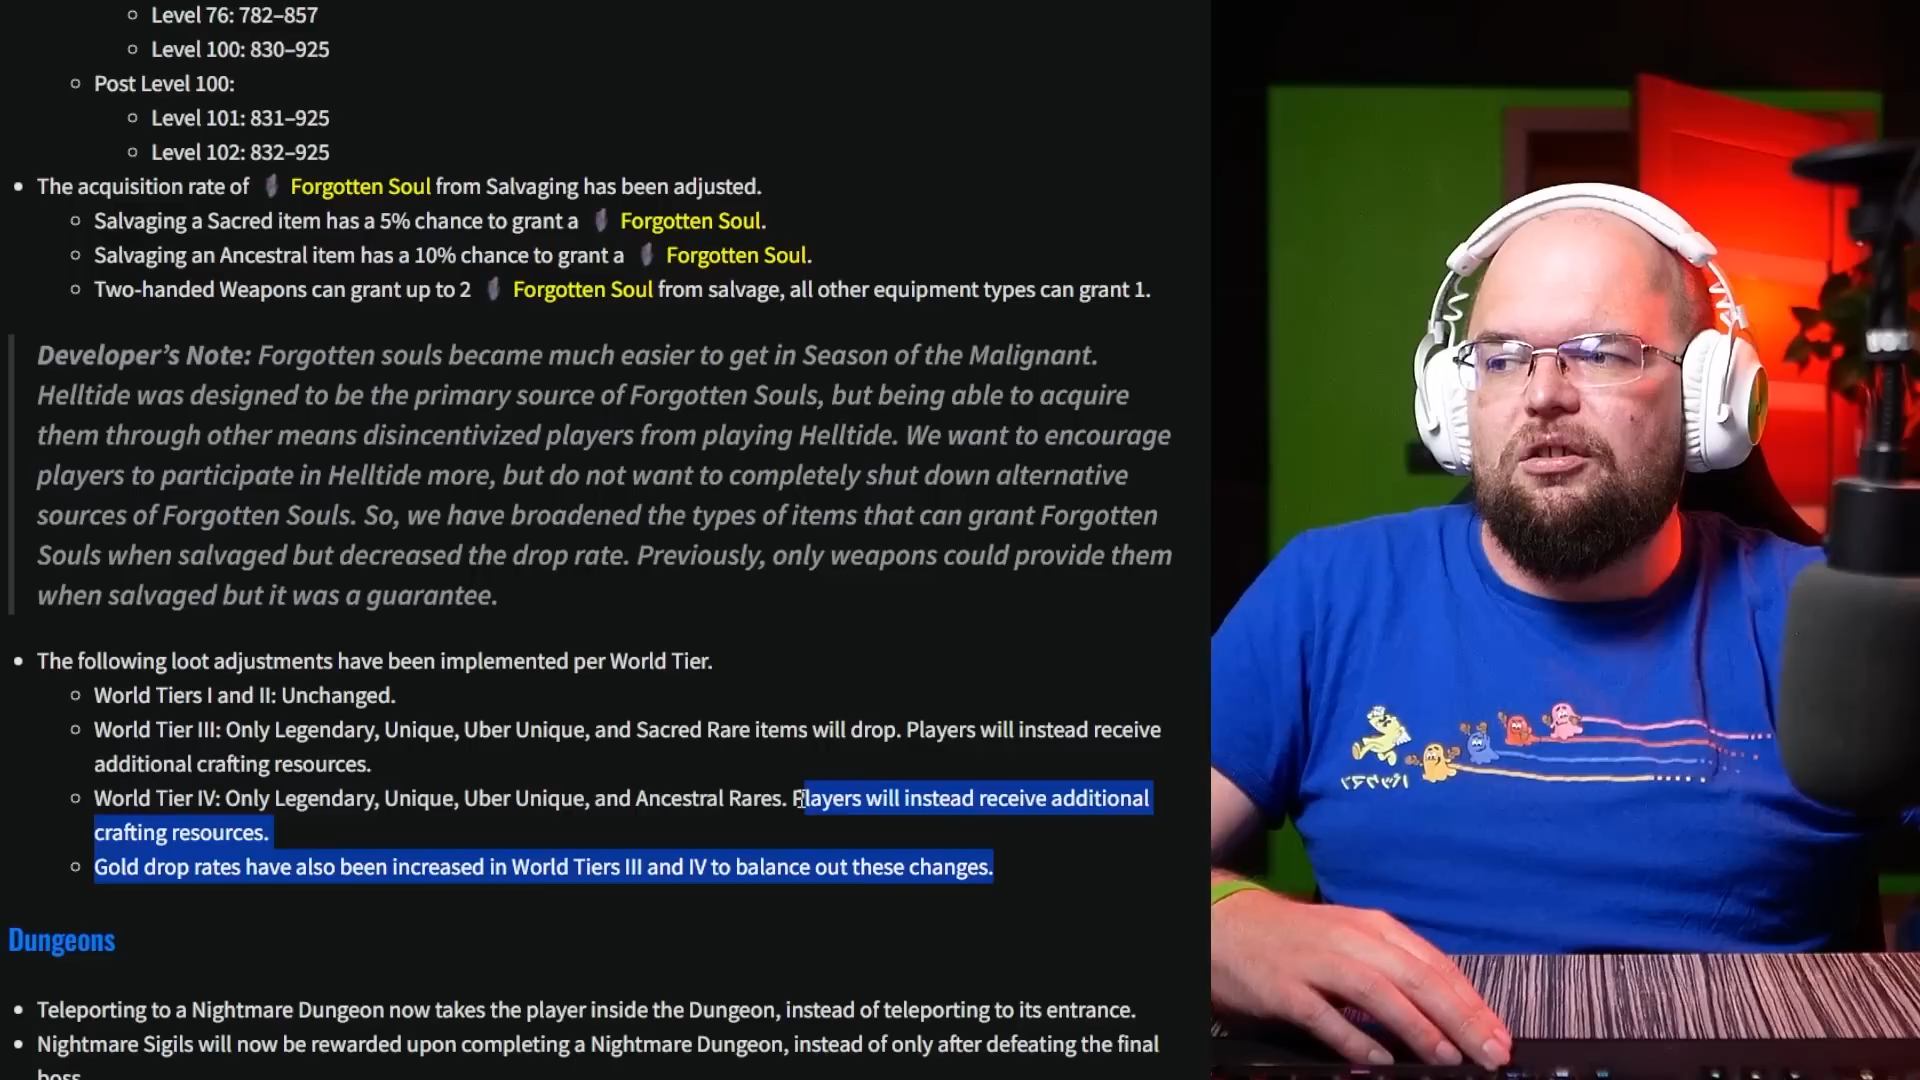 Level 76: 782–857
Level 100: 830–925
Post Level 100:
Level 101: 831–925
Level 102: 832–925
The acquisition rate of Forgotten Soul from Salvaging has been adjusted.
Salvaging a Sacred item has a 5% chance to grant a Forgotten Soul.
Salvaging an Ancestral item has a 10% chance to grant a Forgotten Soul.
Two-handed Weapons can grant up to 2 Forgotten Soul from salvage, all other equipment types can grant 1.
Developer’s Note: Forgotten souls became much easier to get in Season of the Malignant.
Helltide was designed to be the primary source of Forgotten Souls, but being able to acquire
them through other means disincentivized players from playing Helltide. We want to encourage
players to participate in Helltide more, but do not want to completely shut down alternative
sources of Forgotten Souls. So, we have broadened the types of items that can grant Forgotten
Souls when salvaged but decreased the drop rate. Previously, only weapons could provide them
when salvaged but it was a guarantee.
The following loot adjustments have been implemented per World Tier.
World Tiers I and II: Unchanged.
World Tier III: Only Legendary, Unique, Uber Unique, and Sacred Rare items will drop. Players will instead receive
additional crafting resources.
World Tier IV: Only Legendary, Unique, Uber Unique, and Ancestral Rares. Players will instead receive additional
crafting resources.
Gold drop rates have also been increased in World Tiers III and IV to balance out these changes.
Dungeons
Teleporting to a Nightmare Dungeon now takes the player inside the Dungeon, instead of teleporting to its entrance.
Nightmare Sigils will now be rewarded upon completing a Nightmare Dungeon, instead of only after defeating the final
boss